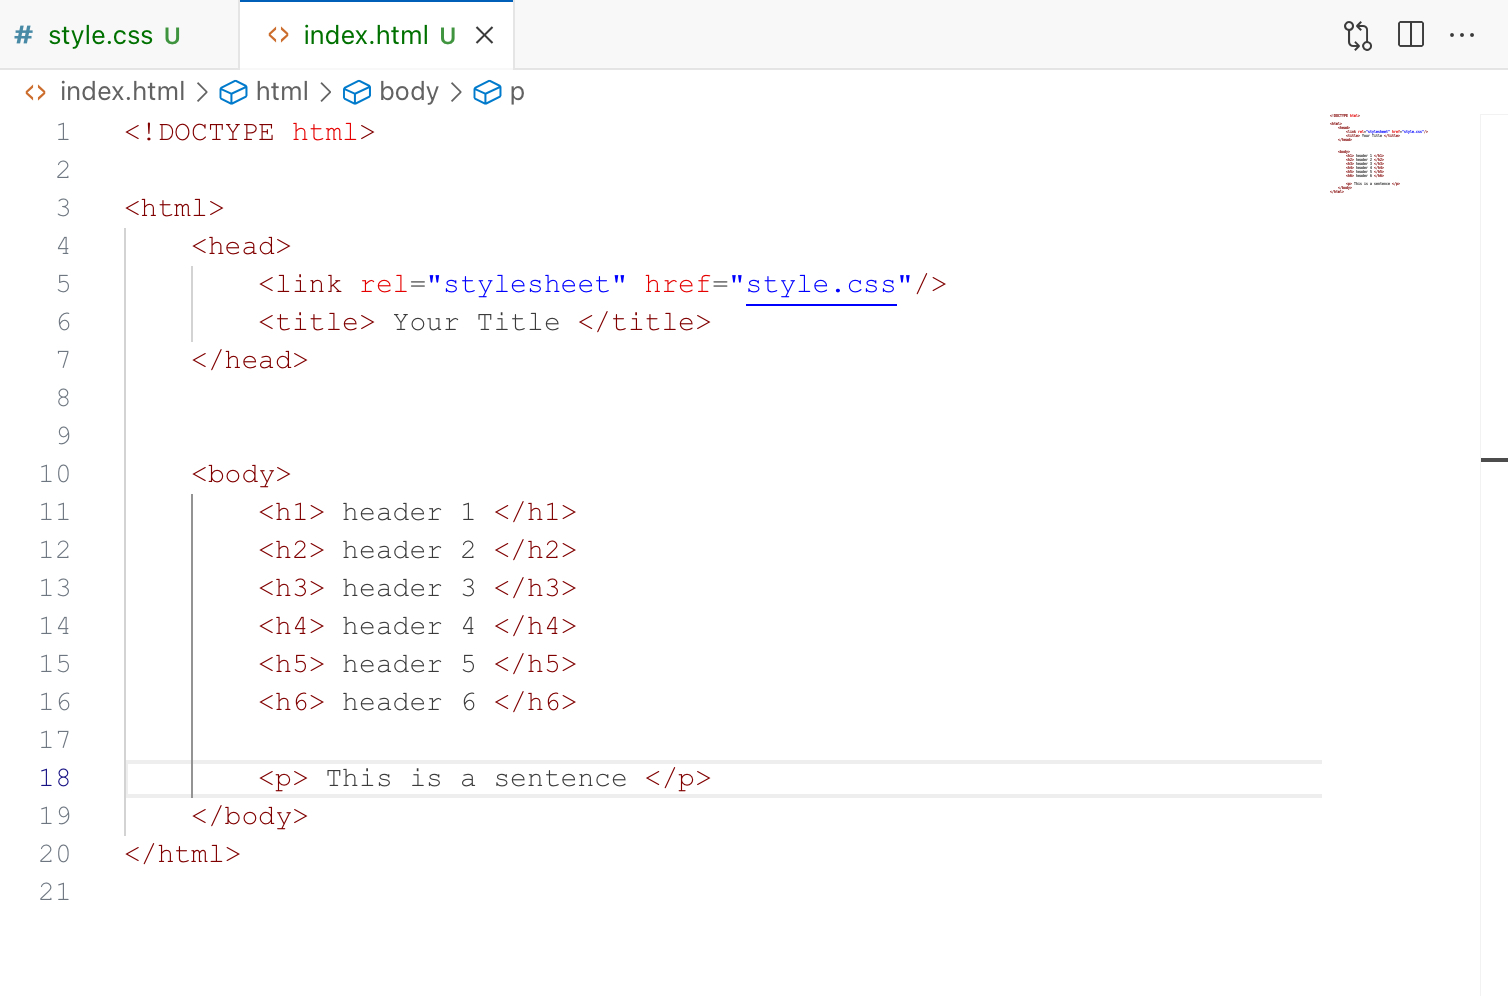 # style.css U <> index.html U
<> index.html > html > body > p
1 <!DOCTYPE html>
2
3 <html>
4     <head>
5         <link rel="stylesheet" href="style.css"/>
6         <title> Your Title </title>
7     </head>
8
9
10     <body>
11         <h1> header 1 </h1>
12         <h2> header 2 </h2>
13         <h3> header 3 </h3>
14         <h4> header 4 </h4>
15         <h5> header 5 </h5>
16         <h6> header 6 </h6>
17
18         <p> This is a sentence </p>
19     </body>
20 </html>
21